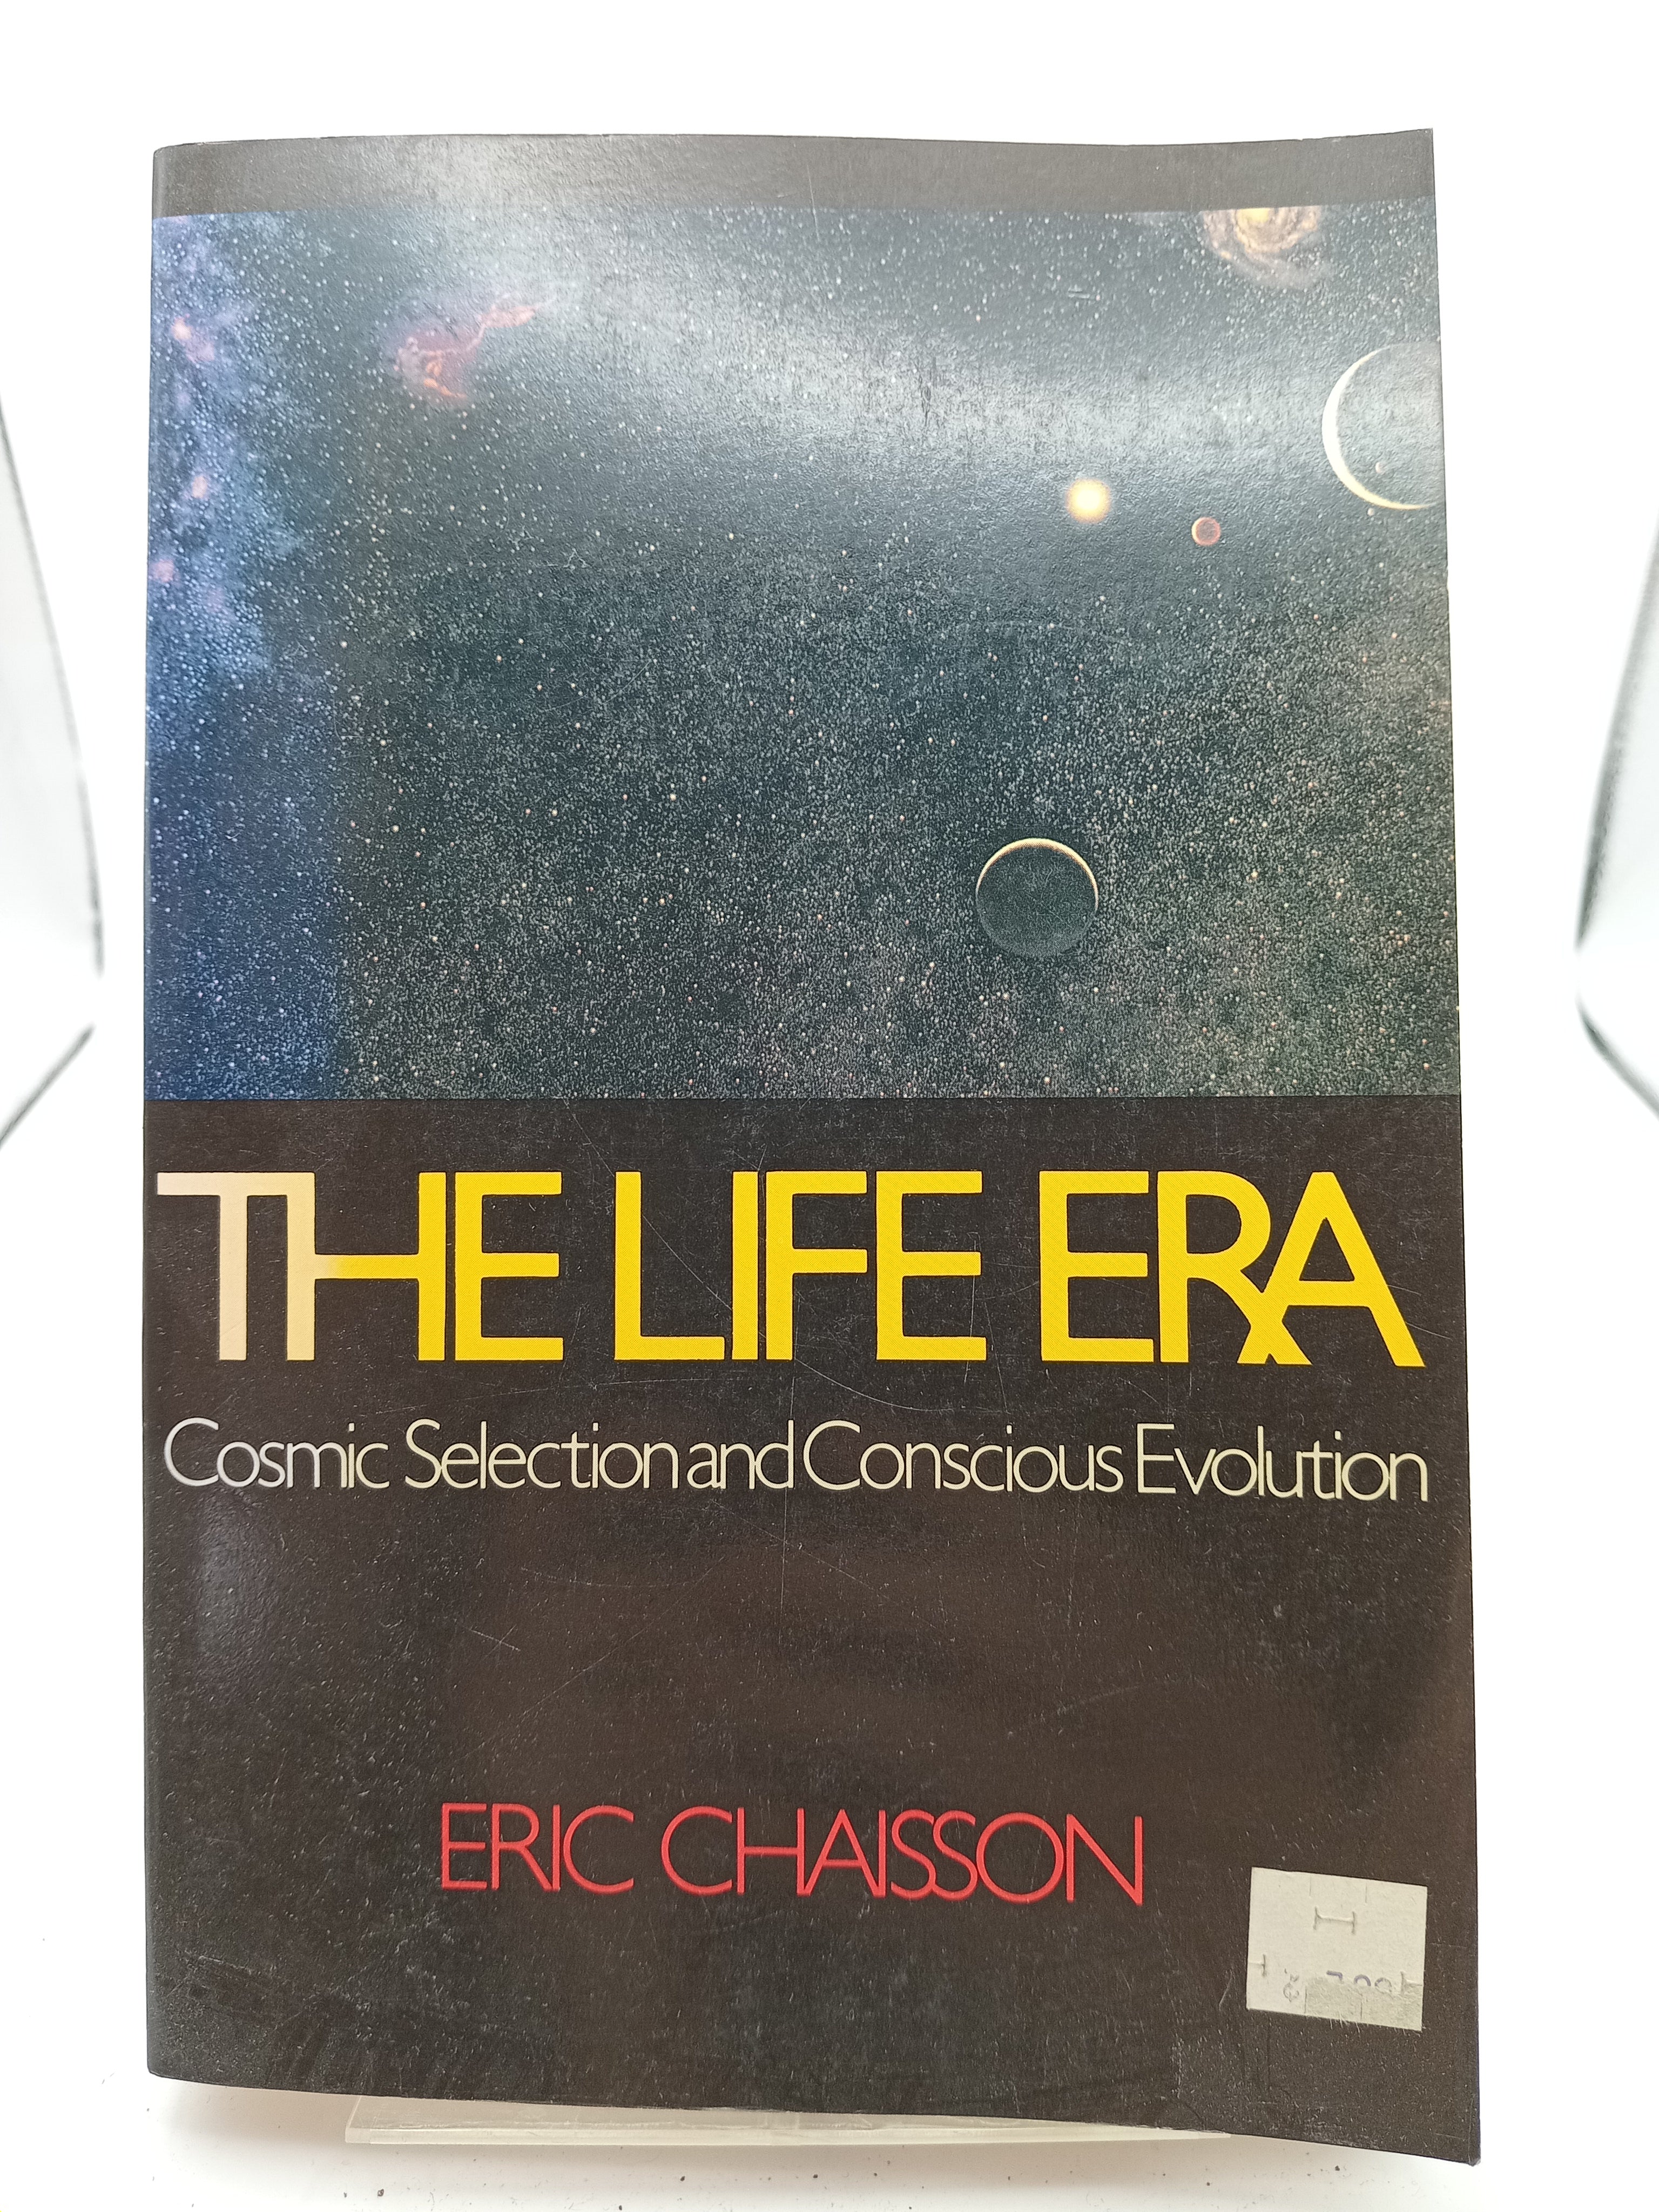 THE LIFE ERA
Cosmic Selection and Conscious Evolution
ERIC CHAISSON
I